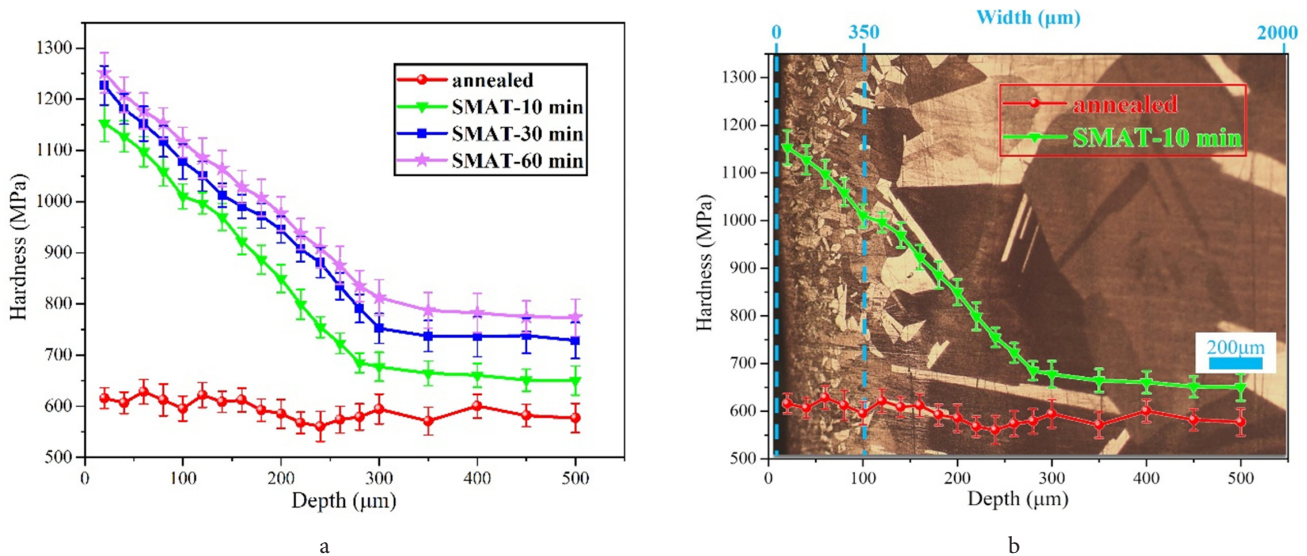 1300
1200
1100
1000
900
800
700
600
500
Hardness (MPa)
annealed
SMAT-10 min
SMAT-30 min
SMAT-60 min
0 100 200 300 400 500
Depth (μm)
a
Width (μm)
0 350 2000
1300
1200
1100
1000
900
800
700
600
500
Hardness (MPa)
annealed
SMAT-10 min
200μm
0 100 200 300 400 500
Depth (μm)
b